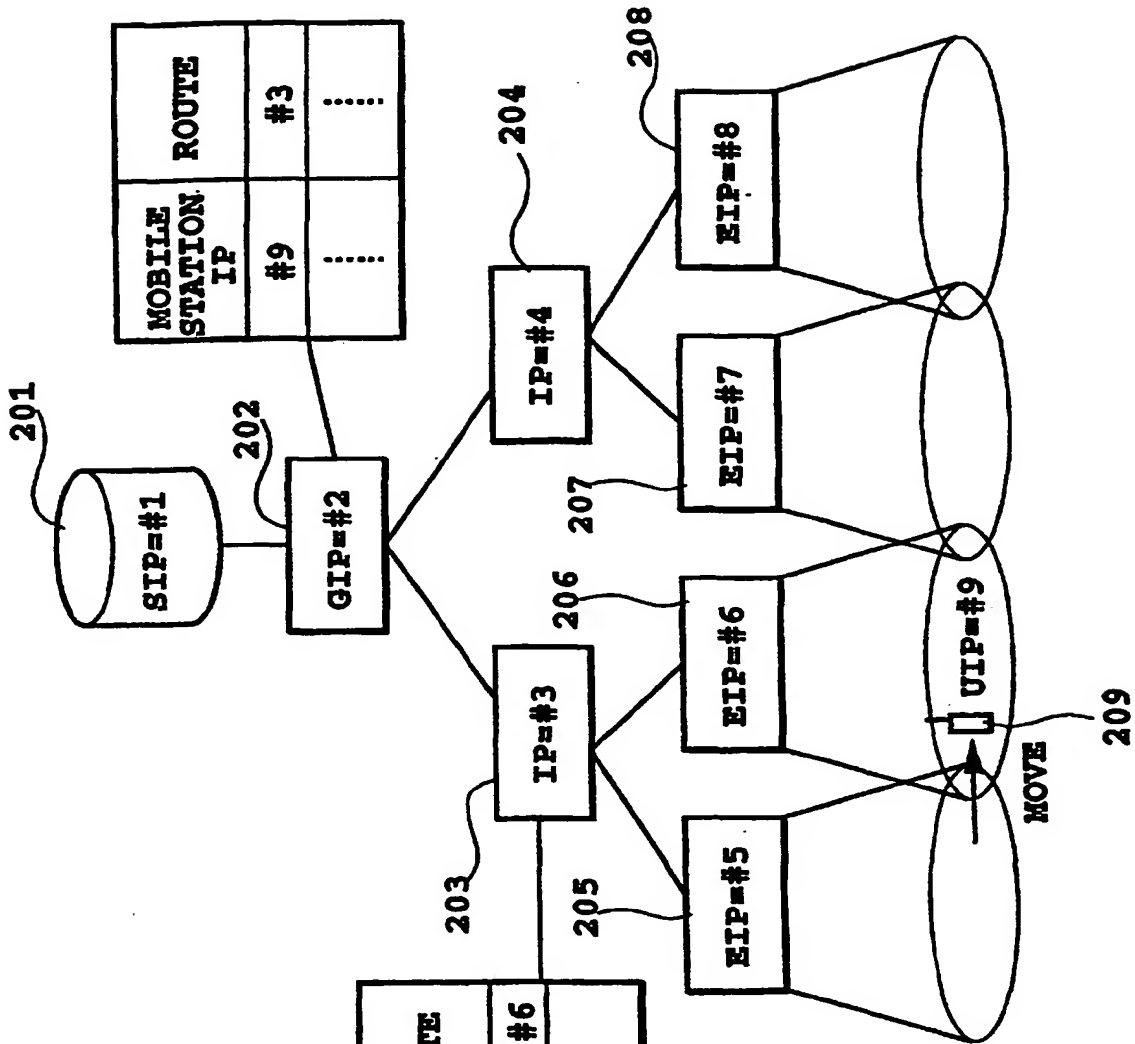 201
SIP=#1
MOBILE
STATION
IP
ROUTE
#9
#3
202
GIP=#2
TE
#6
203
IP=#3
204
IP=#4
205
206
207
208
EIP=#5
EIP=#6
EIP=#7
EIP=#8
UIP=#9
MOVE
209